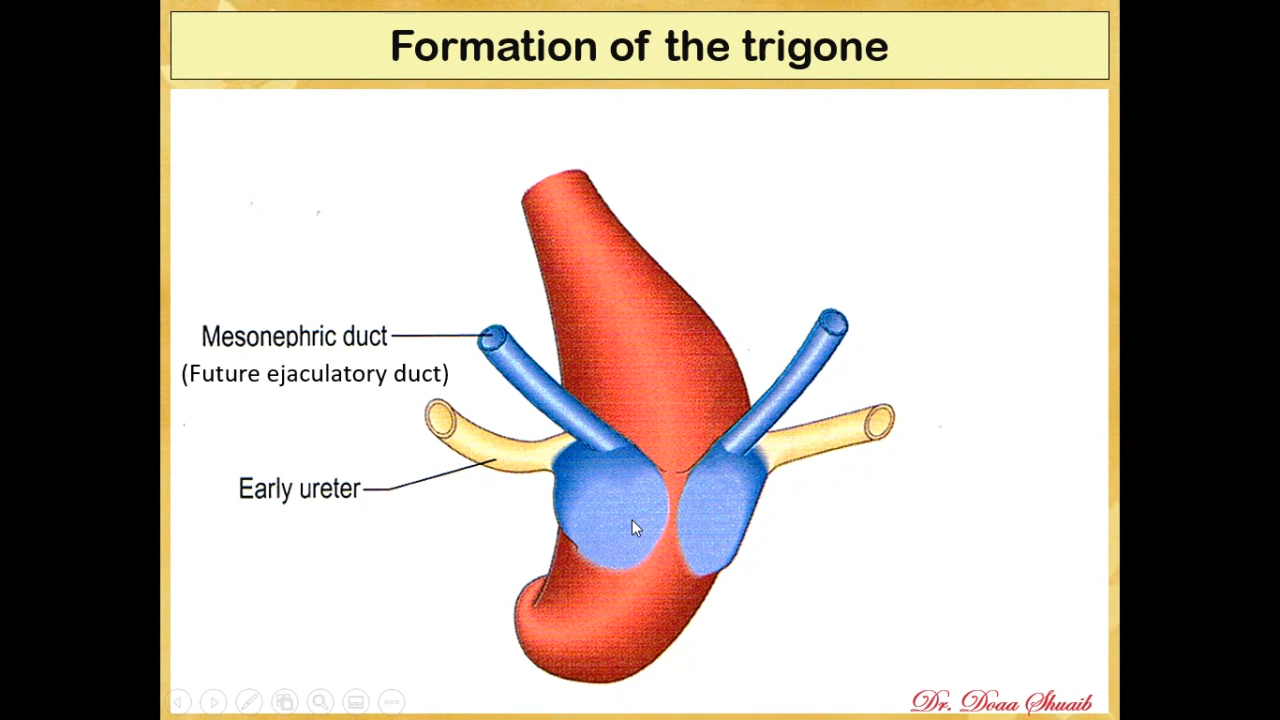 Formation of the trigone
Mesonephric duct
(Future ejaculatory duct)
Early ureter
Dr. Doaa Shuaib